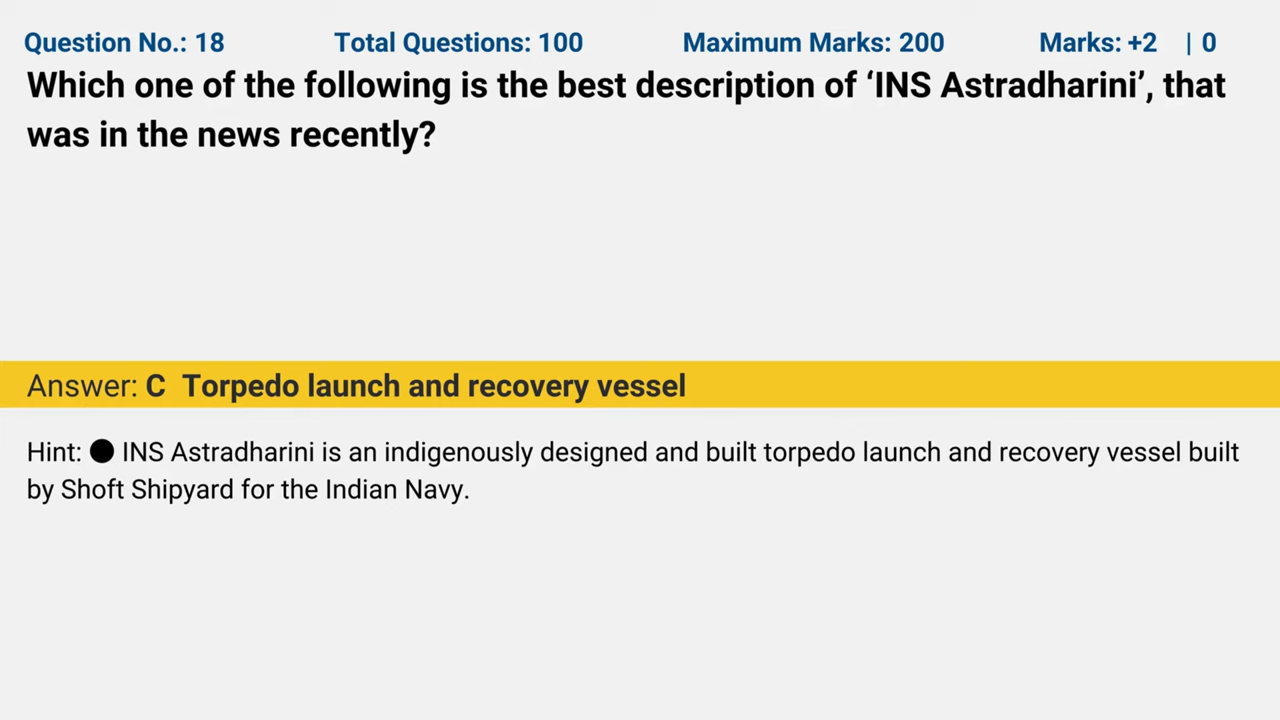 Question No.: 18 Total Questions: 100 Maximum Marks: 200 Marks: +2 | 0
Which one of the following is the best description of ‘INS Astradharini’, that
was in the news recently?
Answer: C Torpedo launch and recovery vessel
Hint: ● INS Astradharini is an indigenously designed and built torpedo launch and recovery vessel built
by Shoft Shipyard for the Indian Navy.